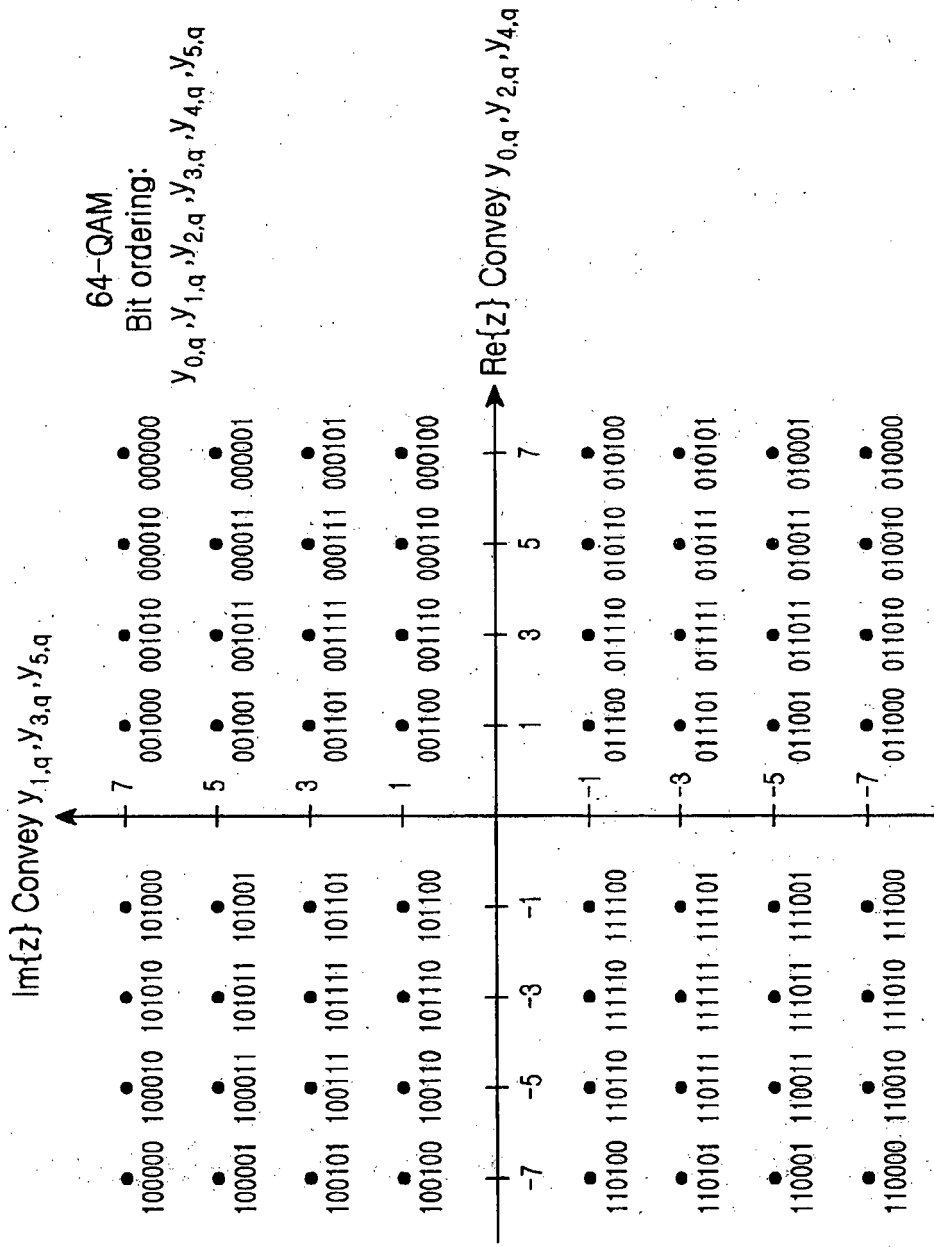 64-QAM
Bit ordering:
y0,q ,y1,q ,y2,q ,y3,q ,y4,q ,y5,q
Im{z} Convey y1,q ,y3,q ,y5,q
100000 100010 101010 101000 001000 001010 000010 000000
7
100001 100011 101011 101001 001001 001011 000011 000001
5
100101 100111 101111 101101 001101 001111 000111 000101
3
100100 100110 101110 101100 001100 001110 000110 000100
1
-7 -5 -3 -1 1 3 5 7
Re{z} Convey y0,q ,y2,q ,y4,q
-1
110100 110110 111110 111100 011100 011110 010110 010100
-3
110101 110111 111111 111101 011101 011111 010111 010101
-5
110001 110011 111011 111001 011001 011011 010011 010001
-7
110000 110010 111010 111000 011000 011010 010010 010000